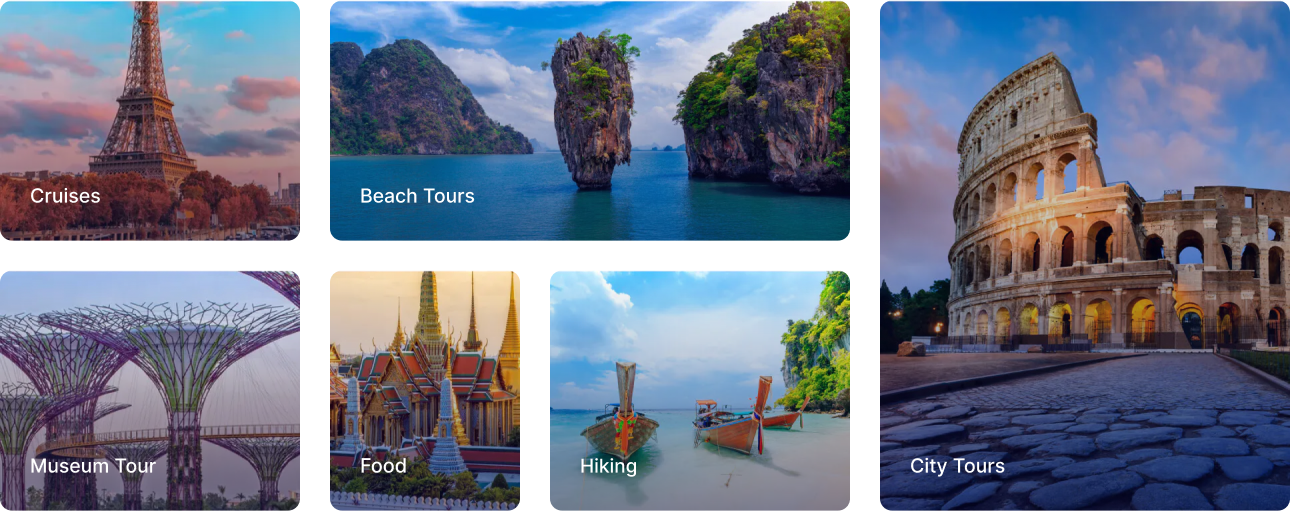 Cruises
Beach Tours
Museum Tour
Food
Hiking
City Tours